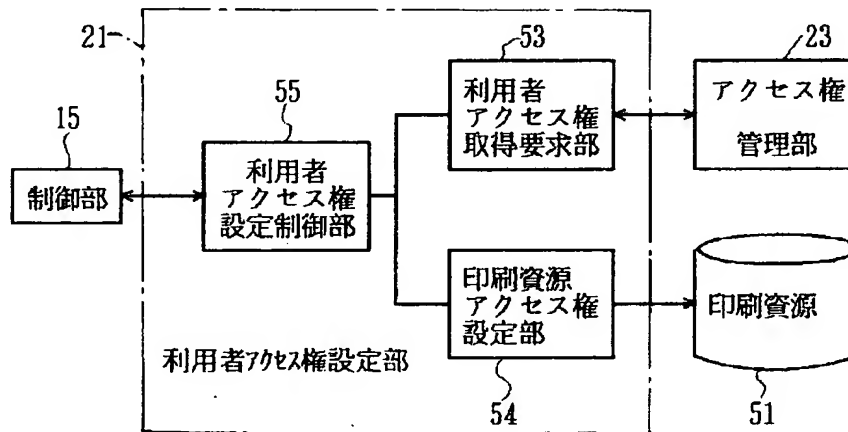 21
53
23
利用者
アクセス権
取得要求部
アクセス権
管理部
55
15
利用者
アクセス権
設定制御部
制御部
印刷資源
アクセス権
設定部
印刷資源
利用者アクセス権設定部
54
51